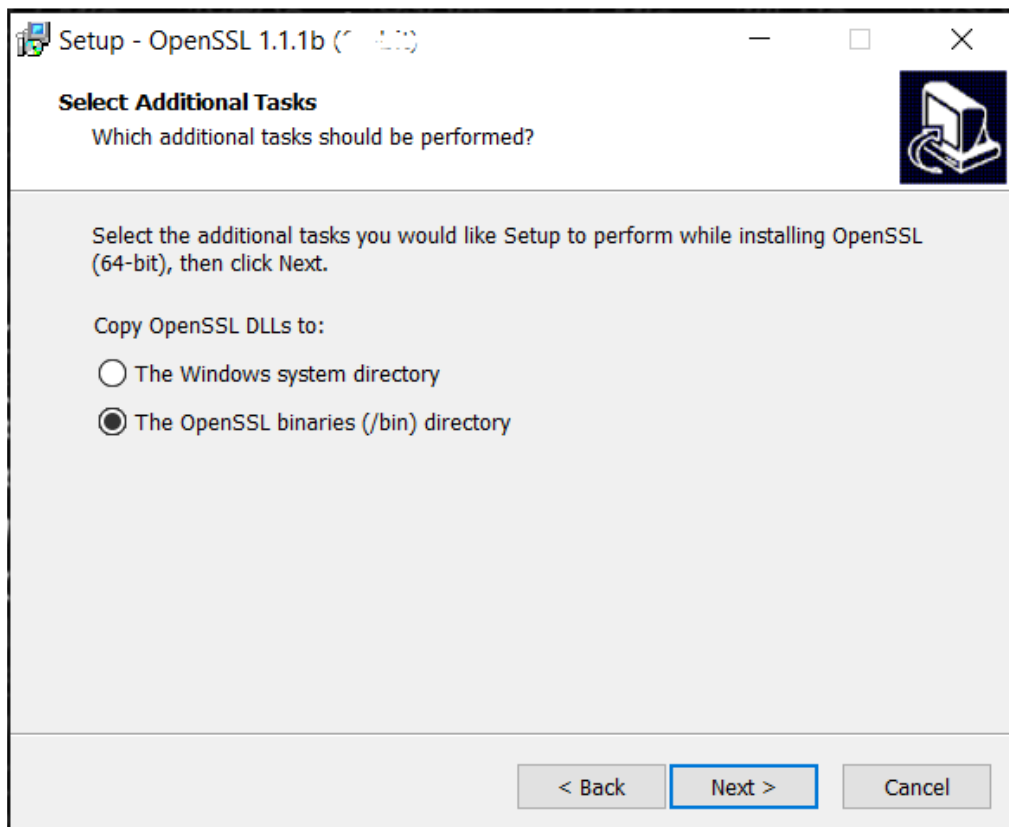 Setup - OpenSSL 1.1.1b
Select Additional Tasks
Which additional tasks should be performed?
Select the additional tasks you would like Setup to perform while installing OpenSSL
(64-bit), then click Next.
Copy OpenSSL DLLs to:
The Windows system directory
The OpenSSL binaries (/bin) directory
< Back
Next >
Cancel